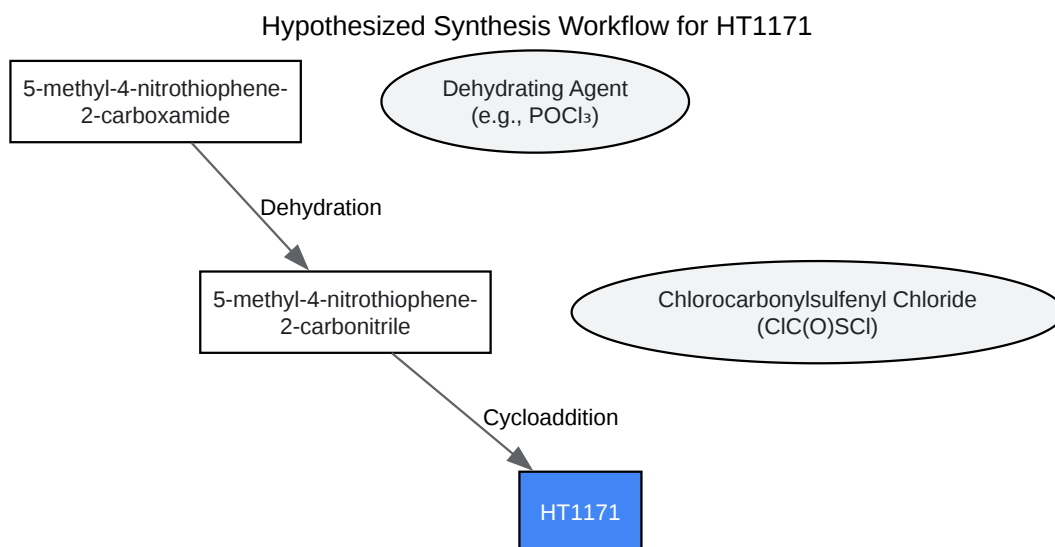 Hypothesized Synthesis Workflow for HT1171
5-methyl-4-nitrothiophene-
2-carboxamide
Dehydrating Agent
(e.g., POCl₃)
Dehydration
5-methyl-4-nitrothiophene-
2-carbonitrile
Chlorocarbonylsulfenyl Chloride
(ClC(O)SCl)
Cycloaddition
HT1171